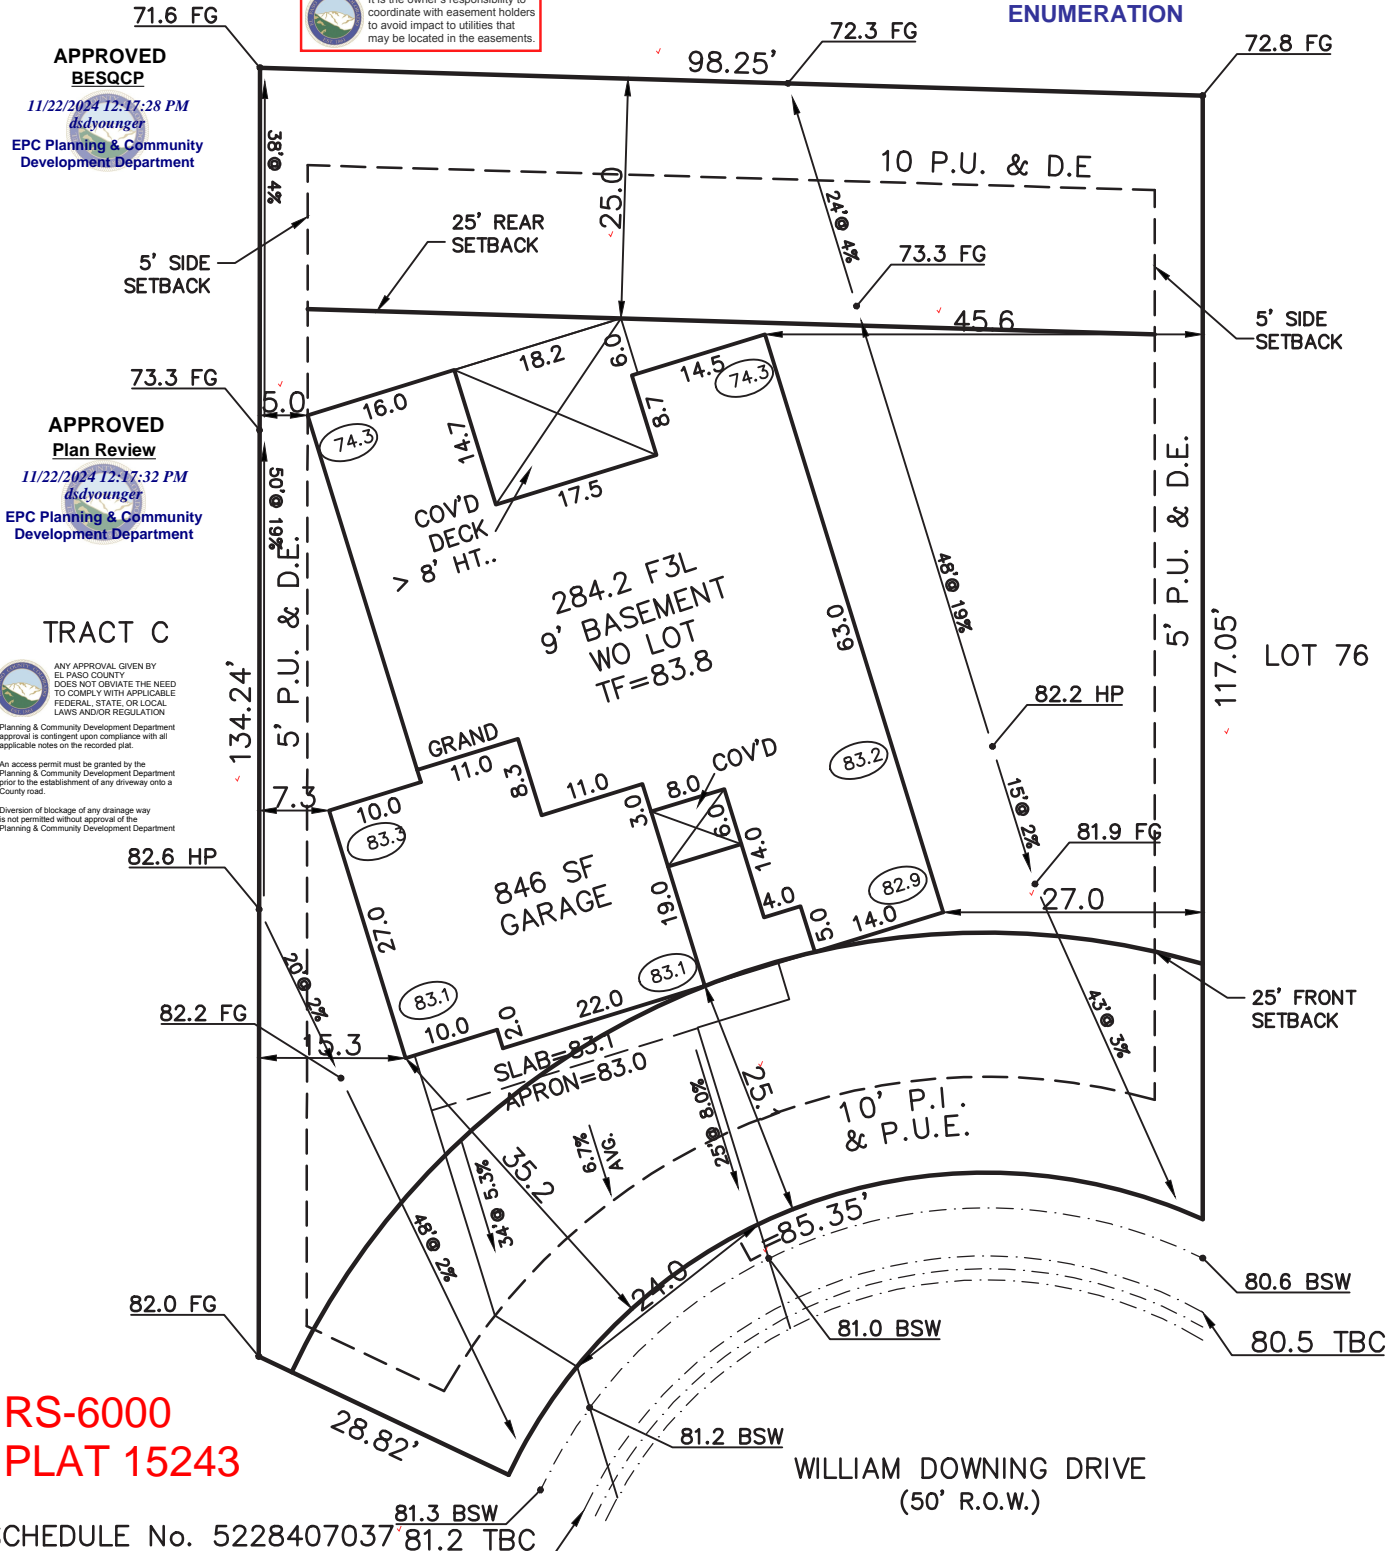 71.6 FG
It is the owner's responsibility to
coordinate with easement holders
to avoid impact to utilities that
may be located in the easements.
ENUMERATION
72.3 FG
72.8 FG
98.25'
APPROVED
BESQCP
11/22/2024 12:17:28 PM
dsdyounger
EPC Planning & Community
Development Department
38'@ 4%
10 P.U. & D.E
25.0
24'@ 4%
25' REAR
SETBACK
5' SIDE
SETBACK
73.3 FG
45.6
5' SIDE
SETBACK
73.3 FG
5.0
16.0
18.2
6.0
14.5
74.3
74.3
14.7
8.7
17.5
APPROVED
Plan Review
11/22/2024 12:17:32 PM
dsdyounger
EPC Planning & Community
Development Department
50'@ 19%
COV'D
DECK
> 8' HT..
5' P.U. & D.E.
284.2 F3L
9' BASEMENT
WO LOT
TF=83.8
63.0
48'@ 19%
5' P.U. & D.E.
117.05'
LOT 76
TRACT C
ANY APPROVAL GIVEN BY
EL PASO COUNTY
DOES NOT OBVIATE THE NEED
TO COMPLY WITH APPLICABLE
FEDERAL, STATE, OR LOCAL
LAWS AND/OR REGULATION
Planning & Community Development Department
approval is contingent upon compliance with all
applicable notes on the recorded plat.
An access permit must be granted by the
Planning & Community Development Department
prior to the establishment of any driveway onto a
County road.
Diversion of blockage of any drainage way
is not permitted without approval of the
Planning & Community Development Department
134.24'
82.2 HP
GRAND
11.0
8.3
11.0
COV'D
8.0
83.2
7.3
10.0
3.0
6.0
15'@ 2%
83.3
14.0
81.9 FG
82.6 HP
846 SF
GARAGE
19.0
4.0
82.9
27.0
27.0
5.0
14.0
20'@ 2%
83.1
83.1
22.0
82.2 FG
10.0
2.0
25' FRONT
SETBACK
43'@ 3%
15.3
SLAB=83.1
APRON=83.0
25.
10' P.I.
& P.U.E.
25'@ 8.0%
6.7%
AVG.
35.2
34'@ 5.3%
48'@ 2%
L=85.35'
24.0
80.6 BSW
82.0 FG
81.0 BSW
80.5 TBC
RS-6000
PLAT 15243
28.82'
81.2 BSW
WILLIAM DOWNING DRIVE
(50' R.O.W.)
81.3 BSW
SCHEDULE No. 5228407037
81.2 TBC